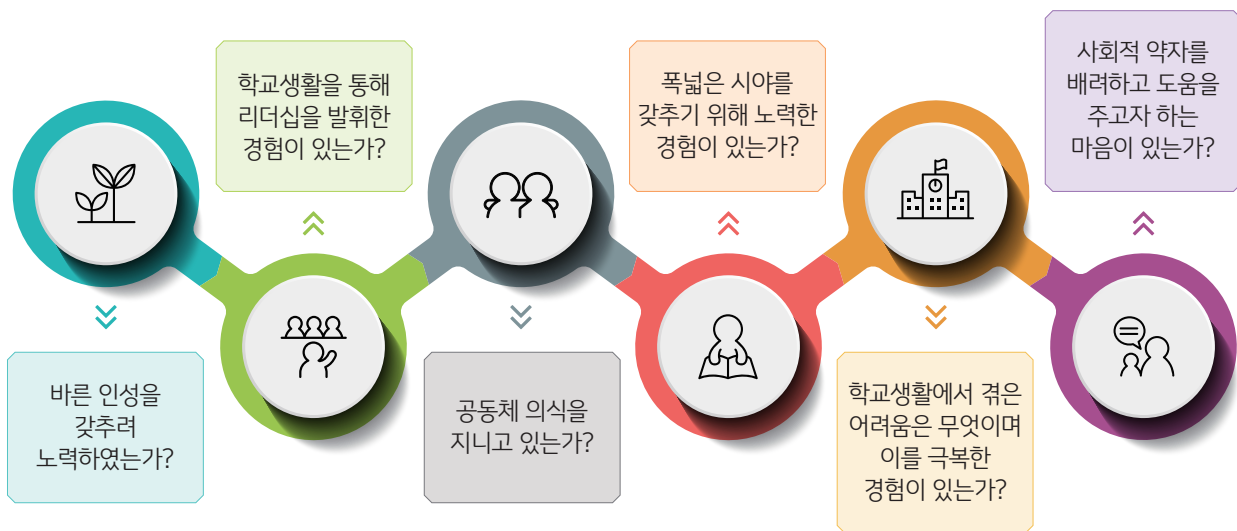 바른 인성을
갖추려
노력하였는가?
학교생활을 통해
리더십을 발휘한
경험이 있는가?
공동체 의식을
지니고 있는가?
폭넓은 시야를
갖추기 위해 노력한
경험이 있는가?
학교생활에서 겪은
어려움은 무엇이며
이를 극복한
경험이 있는가?
사회적 약자를
배려하고 도움을
주고자 하는
마음이 있는가?